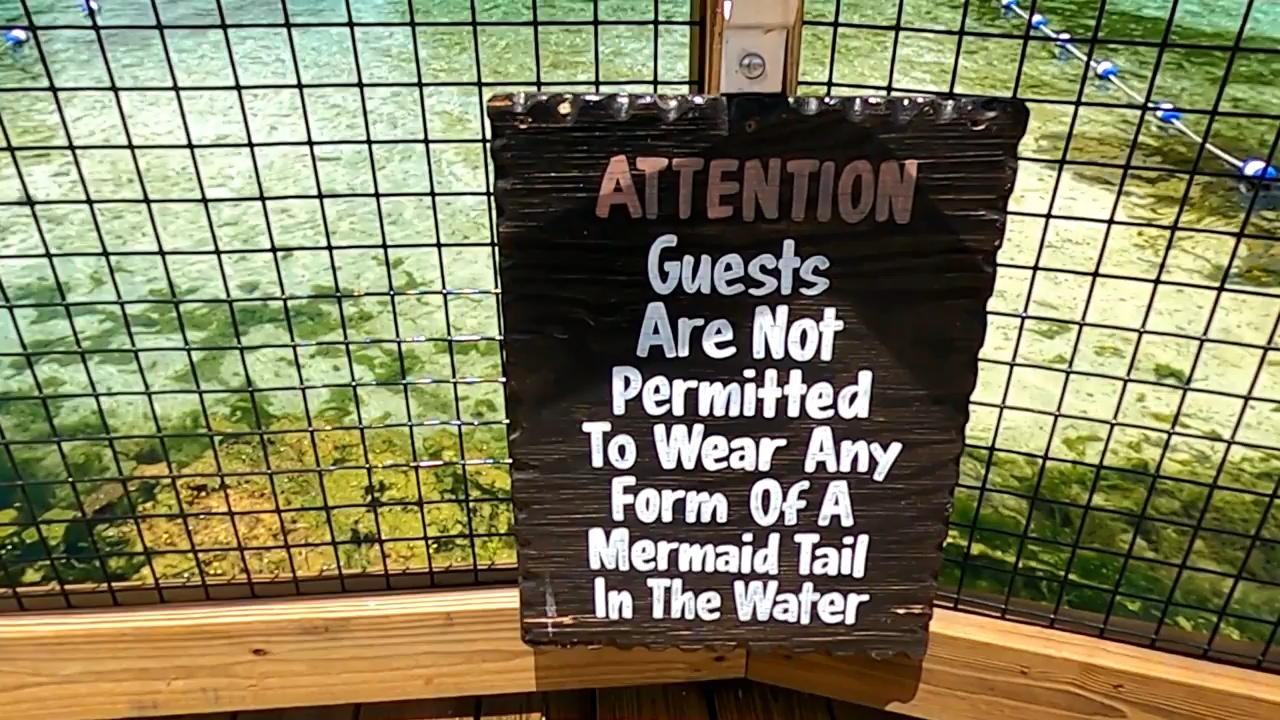 ATTENTION
Guests
Are Not
Permitted
To Wear Any
Form Of A
Mermaid Tail
In The Water